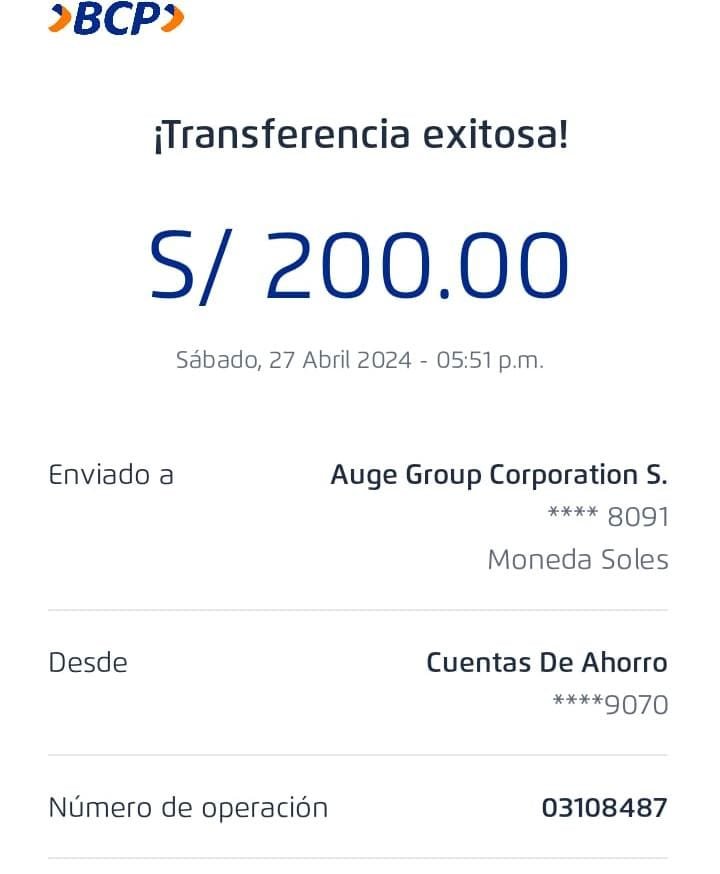 BCP
¡Transferencia exitosa!
S/ 200.00
Sábado, 27 Abril 2024 - 05:51 p.m.
Enviado a Auge Group Corporation S.
**** 8091
Moneda Soles
Desde Cuentas De Ahorro
****9070
Número de operación 03108487